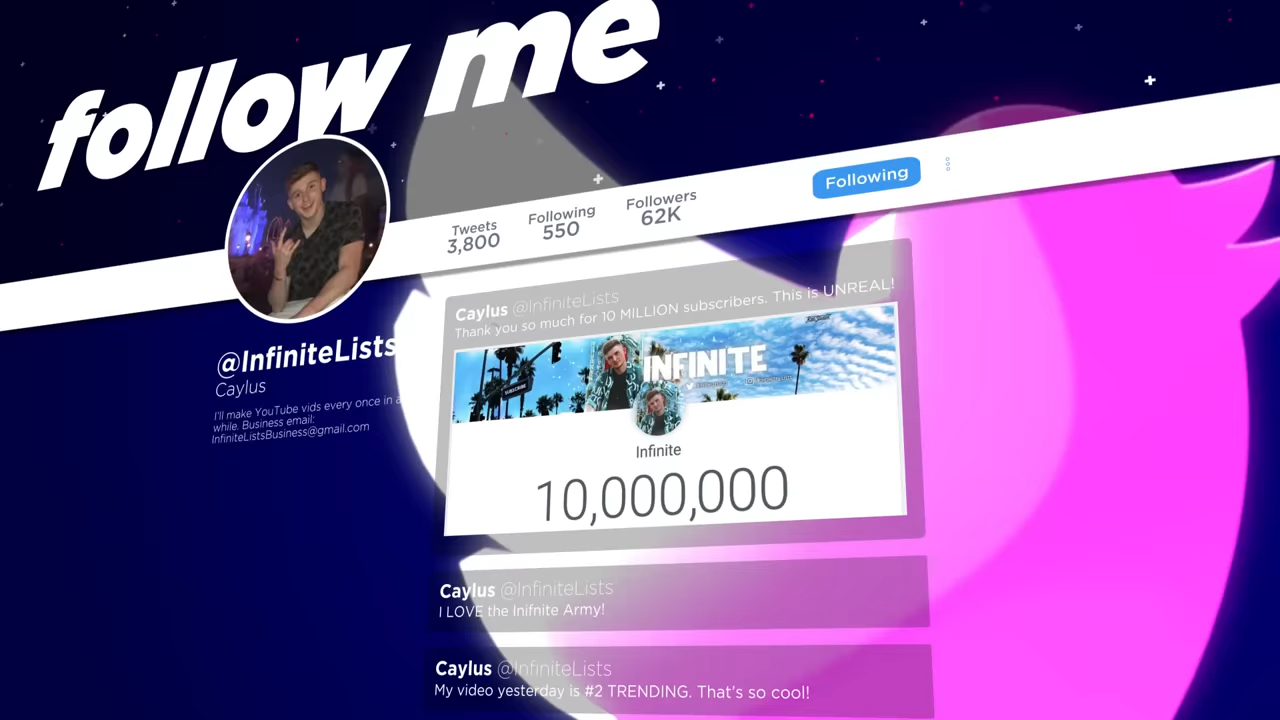 follow me
Tweets
3,800
Following
550
Followers
62K
Following
@InfiniteLists
Caylus
I'll make YouTube vids every once in a
while. Business email:
InfiniteListsBusiness@gmail.com
Caylus @InfiniteLists
Thank you so much for 10 MILLION subscribers. This is UNREAL!
SUBSCRIBE
INFINITE
Infinite
10,000,000
Caylus @InfiniteLists
I LOVE the Inifnite Army!
Caylus @InfiniteLists
My video yesterday is #2 TRENDING. That's so cool!